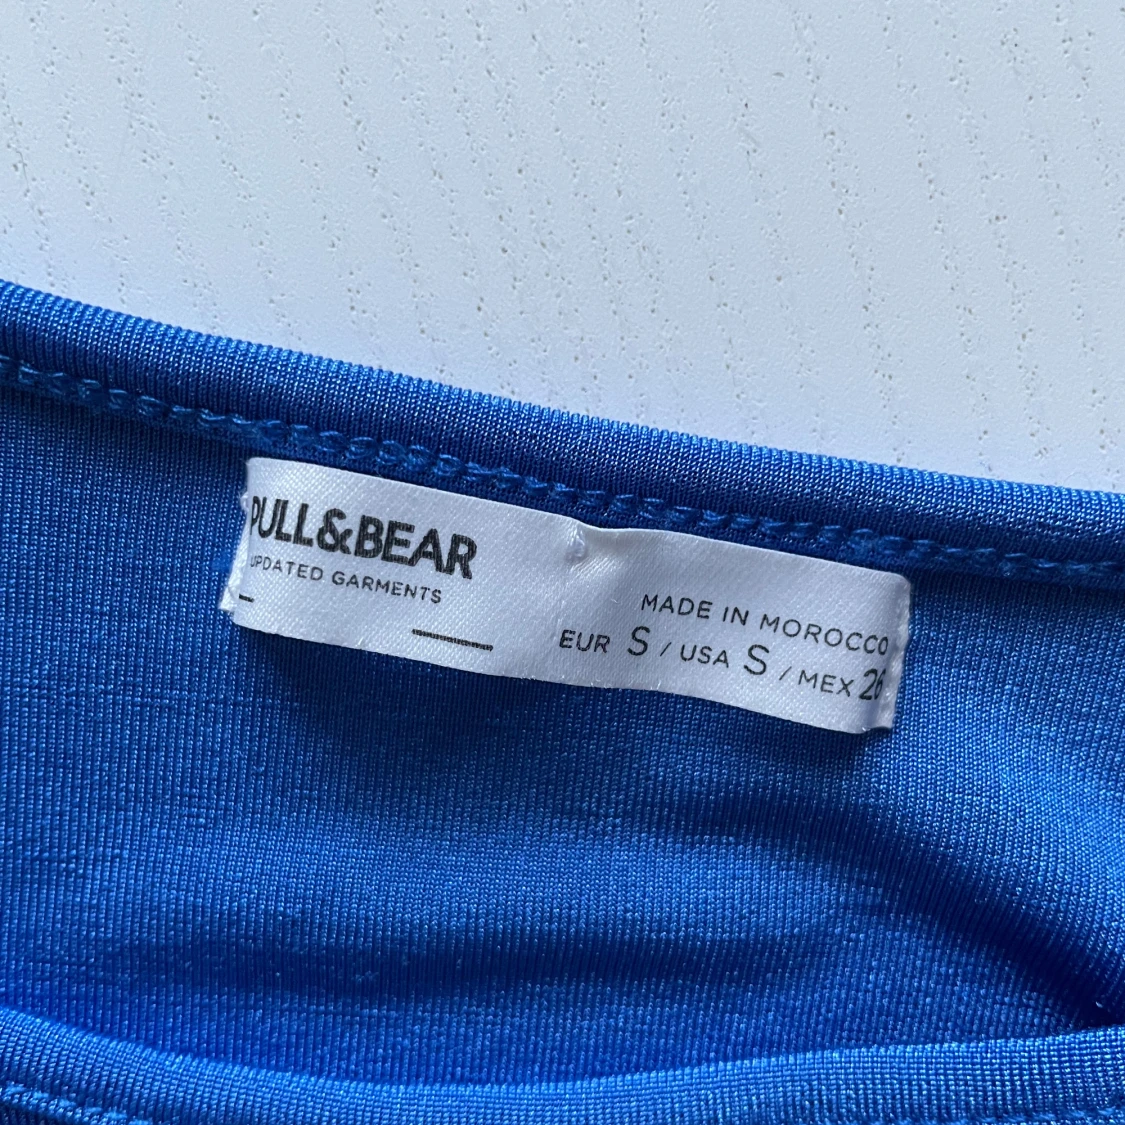 PULL&BEAR
UPDATED GARMENTS
MADE IN MOROCCO
EUR S / USA S / MEX 26